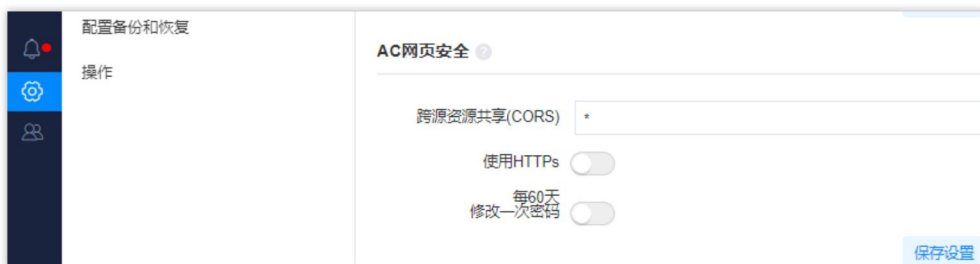 配置备份和恢复
操作
AC网页安全
跨源资源共享(CORS) *
使用HTTPs
每60天
修改一次密码
保存设置